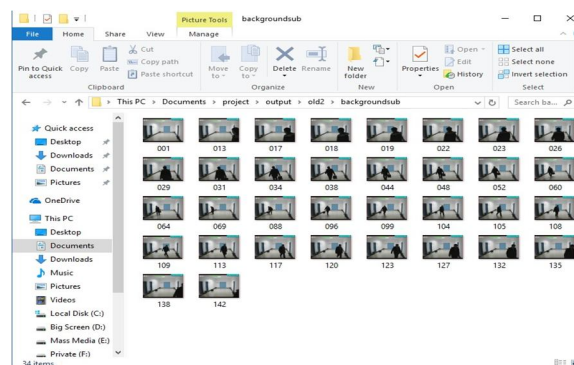 Picture Tools backgroundsub
File Home Share View Manage
Pin to Quick access
Copy
Paste
Cut
Copy path
Paste shortcut
Move to
Copy to
Delete
Rename
New folder
Properties
Open
Edit
History
Select all
Select none
Invert selection
Clipboard Organize New Open Select
This PC > Documents > project > output > old2 > backgroundsub
Search ba...
Quick access
Desktop
Downloads
Documents
Pictures
OneDrive
This PC
Desktop
Documents
Downloads
Music
Pictures
Videos
Local Disk (C:)
Big Screen (D:)
Mass Media (E:)
Private (F:)
001 013 017 018 019 022 023 026
029 031 034 038 044 048 052 060
064 069 088 096 099 104 105 108
109 113 117 120 123 127 132 135
138 142
34 items